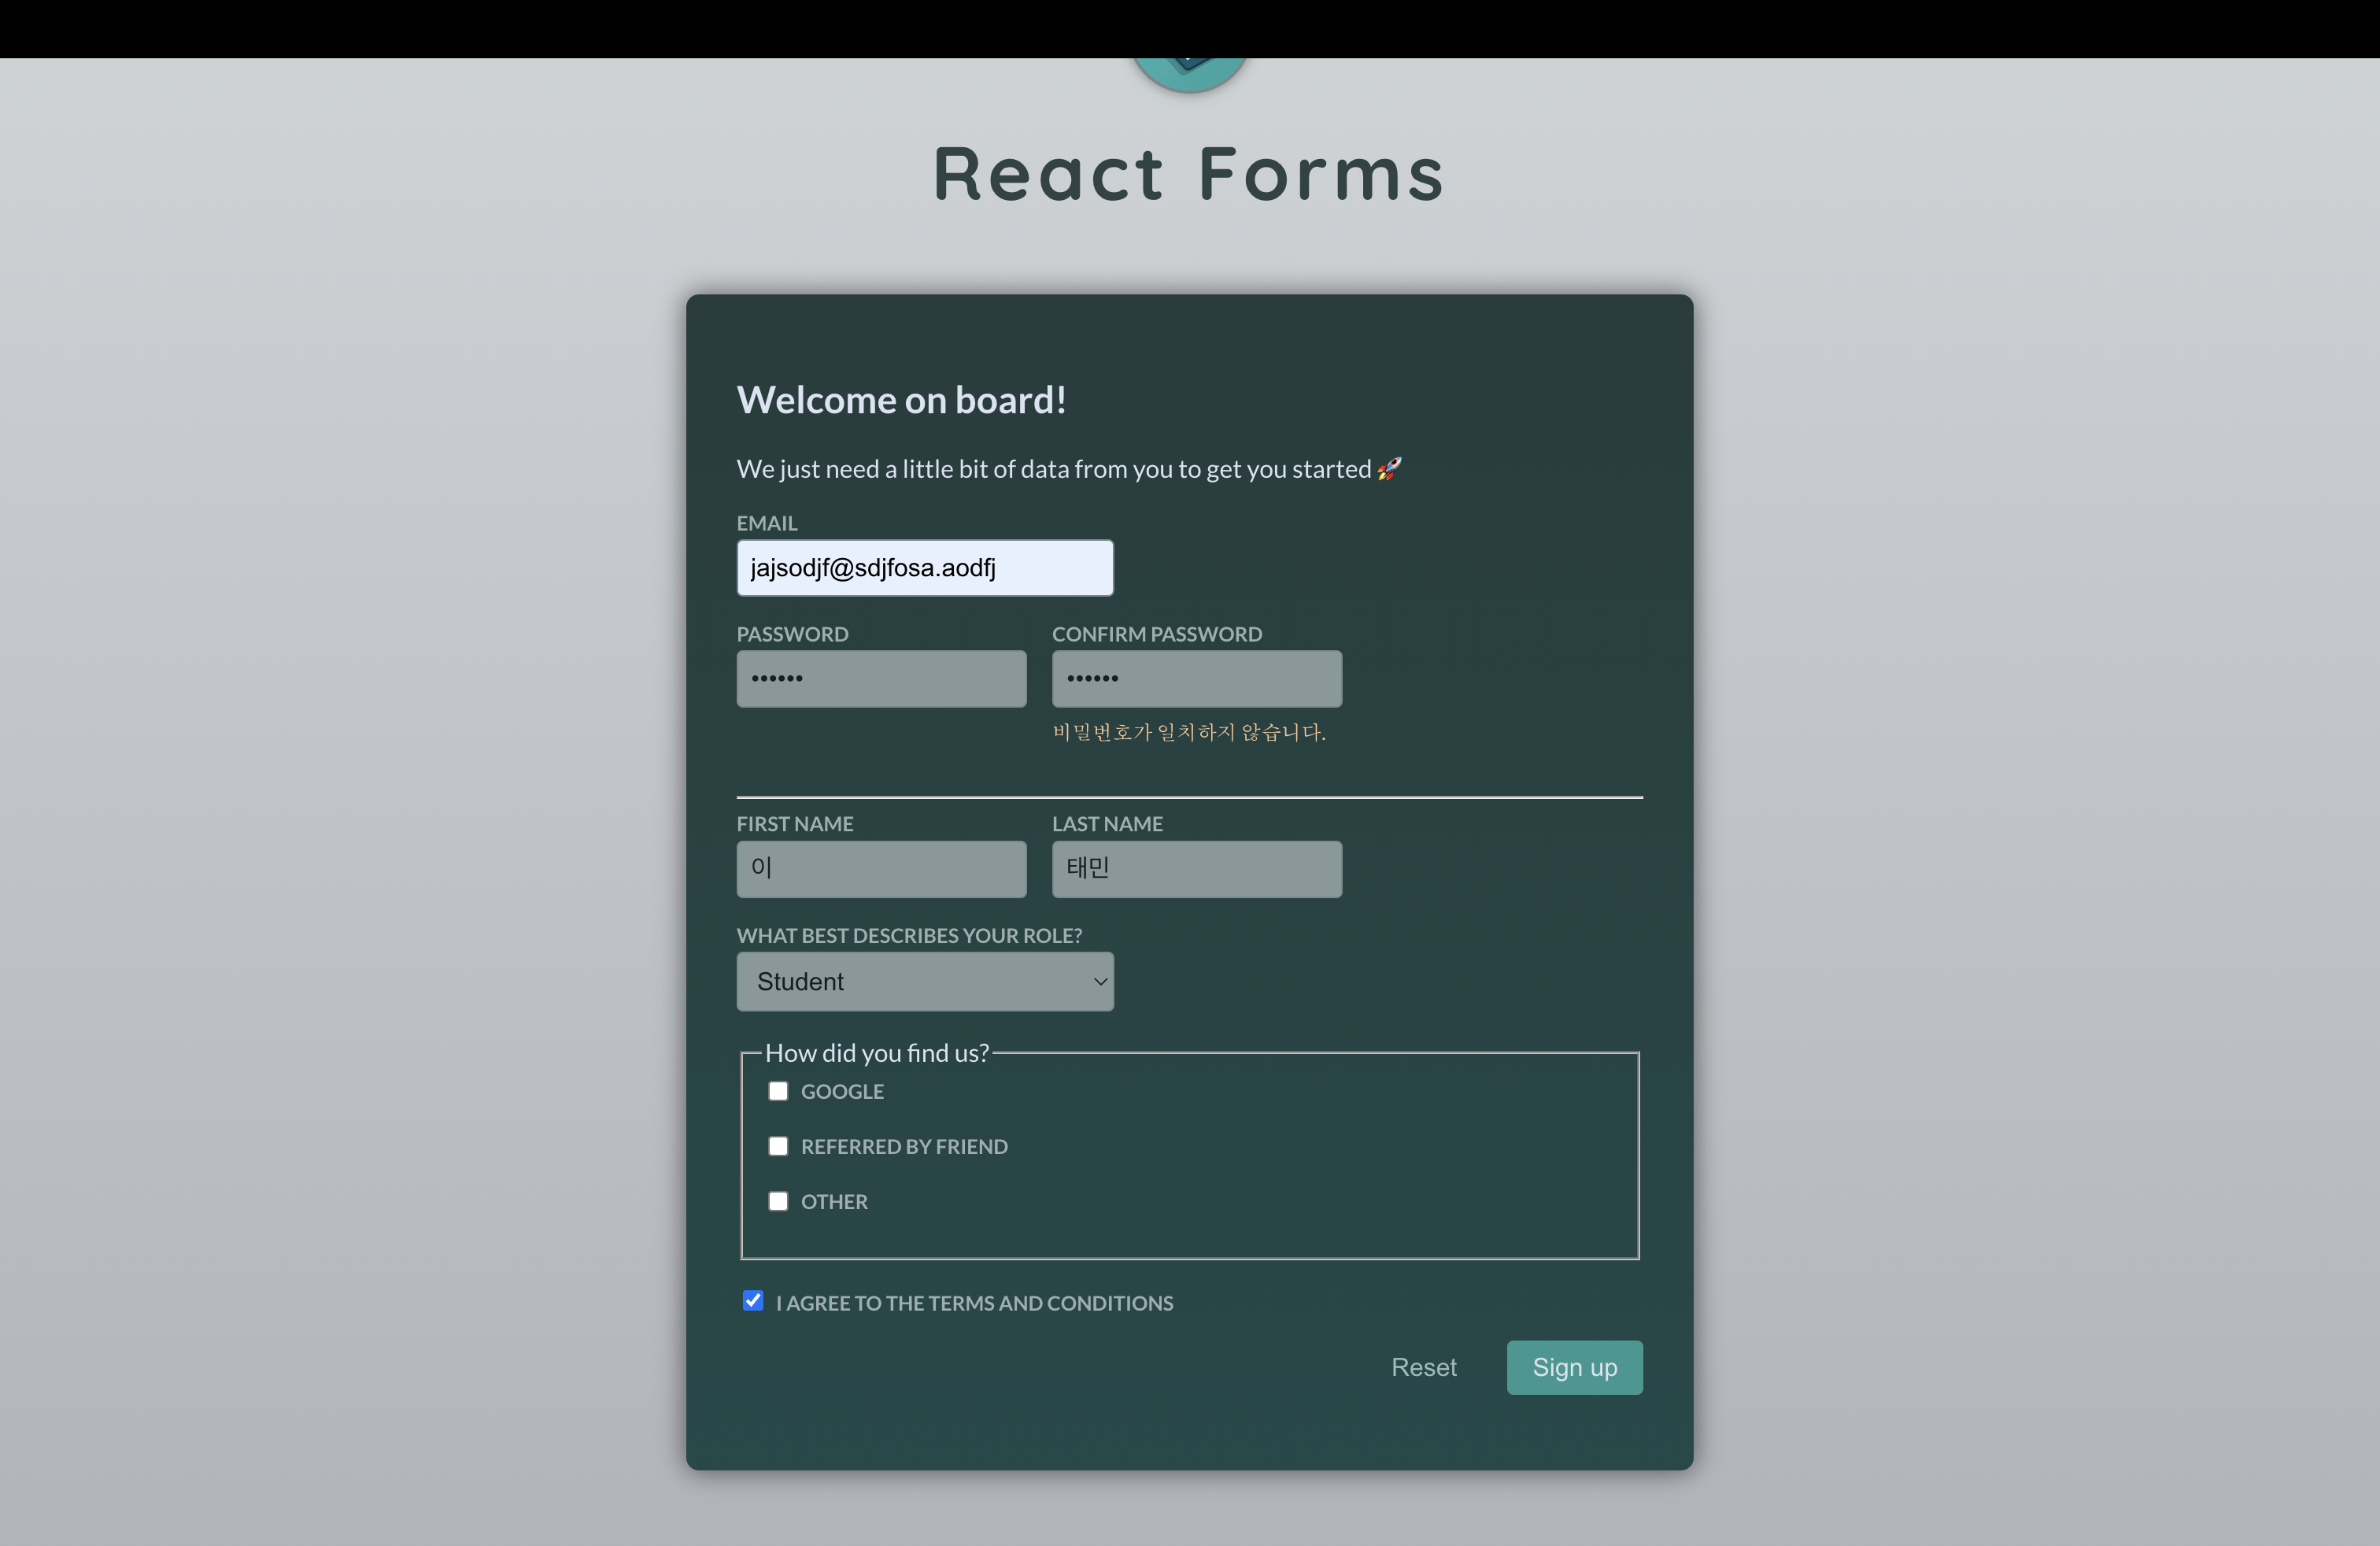 React Forms
Welcome on board!
We just need a little bit of data from you to get you started 🚀
EMAIL
jajsodjf@sdjfosa.aodfj
PASSWORD CONFIRM PASSWORD
•••••• ••••••
비밀번호가 일치하지 않습니다.
FIRST NAME LAST NAME
이 태민
WHAT BEST DESCRIBES YOUR ROLE?
Student
How did you find us?
GOOGLE
REFERRED BY FRIEND
OTHER
I AGREE TO THE TERMS AND CONDITIONS
Reset Sign up